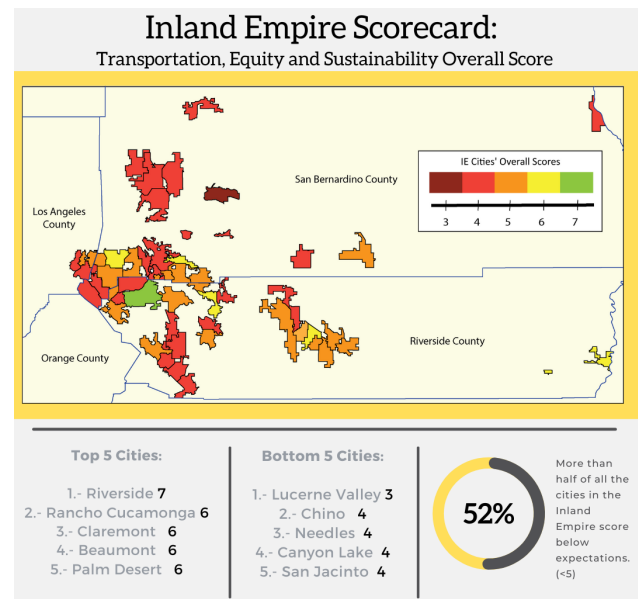 Inland Empire Scorecard:
Transportation, Equity and Sustainability Overall Score
IE Cities' Overall Scores
3 4 5 6 7
San Bernardino County
Los Angeles
County
Orange County
Riverside County
Top 5 Cities:
1.- Riverside 7
2.- Rancho Cucamonga 6
3.- Claremont 6
4.- Beaumont 6
5.- Palm Desert 6
Bottom 5 Cities:
1.- Lucerne Valley 3
2.- Chino 4
3.- Needles 4
4.- Canyon Lake 4
5.- San Jacinto 4
52%
More than
half of all the
cities in the
Inland
Empire score
below
expectations.
(<5)